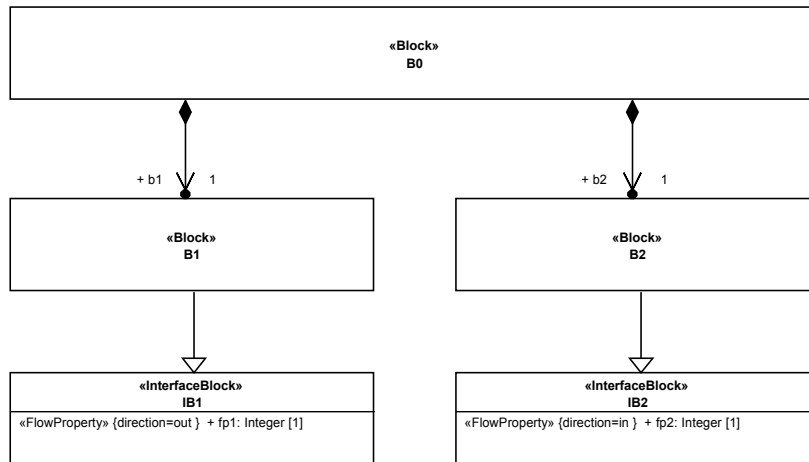 «Block»
B0
+ b1 1
+ b2 1
«Block»
B1
«Block»
B2
«InterfaceBlock»
IB1
«FlowProperty» {direction=out } + fp1: Integer [1]
«InterfaceBlock»
IB2
«FlowProperty» {direction=in } + fp2: Integer [1]